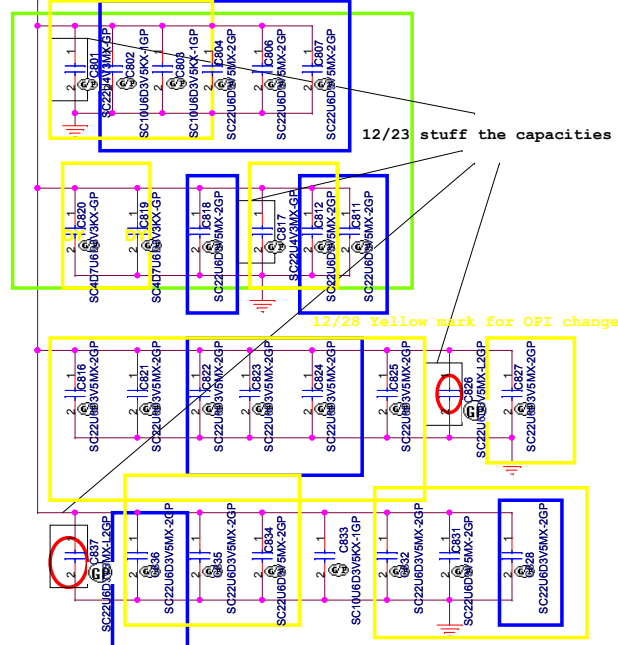 C801
SC22U4V3MX-GP
C802
SC10U6D3V5KX-1GP
C803
SC10U6D3V5KX-1GP
C804
SC22U6D3V5MX-2GP
C806
SC22U6D3V5MX-2GP
C807
SC22U6D3V5MX-2GP
12/23 stuff the capacities
C820
SC4D7U6D3V3KX-GP
DY
C819
SC4D7U6D3V3KX-GP
C818
SC22U6D3V5MX-2GP
C817
SC22U4V3MX-GP
C812
SC22U6D3V5MX-2GP
C811
SC22U6D3V5MX-2GP
12/28 Yellow mark for OPI change
C816
SC22U6D3V5MX-2GP
C821
SC22U6D3V5MX-2GP
C822
SC22U6D3V5MX-2GP
C823
SC22U6D3V5MX-2GP
C824
SC22U6D3V5MX-2GP
C825
SC22U6D3V5MX-2GP
C826
SC22U6D3V5MX-L2GP
GP
C827
SC22U6D3V5MX-2GP
C837
SC22U6D3V5MX-L2GP
GP
SC22U6D3V5MX-2GP
SC22U6D3V5MX-2GP
C834
SC22U6D3V5MX-2GP
C833
SC10U6D3V5KX-1GP
SC22U6D3V5MX-2GP
C831
SC22U6D3V5MX-2GP
SC22U6D3V5MX-2GP